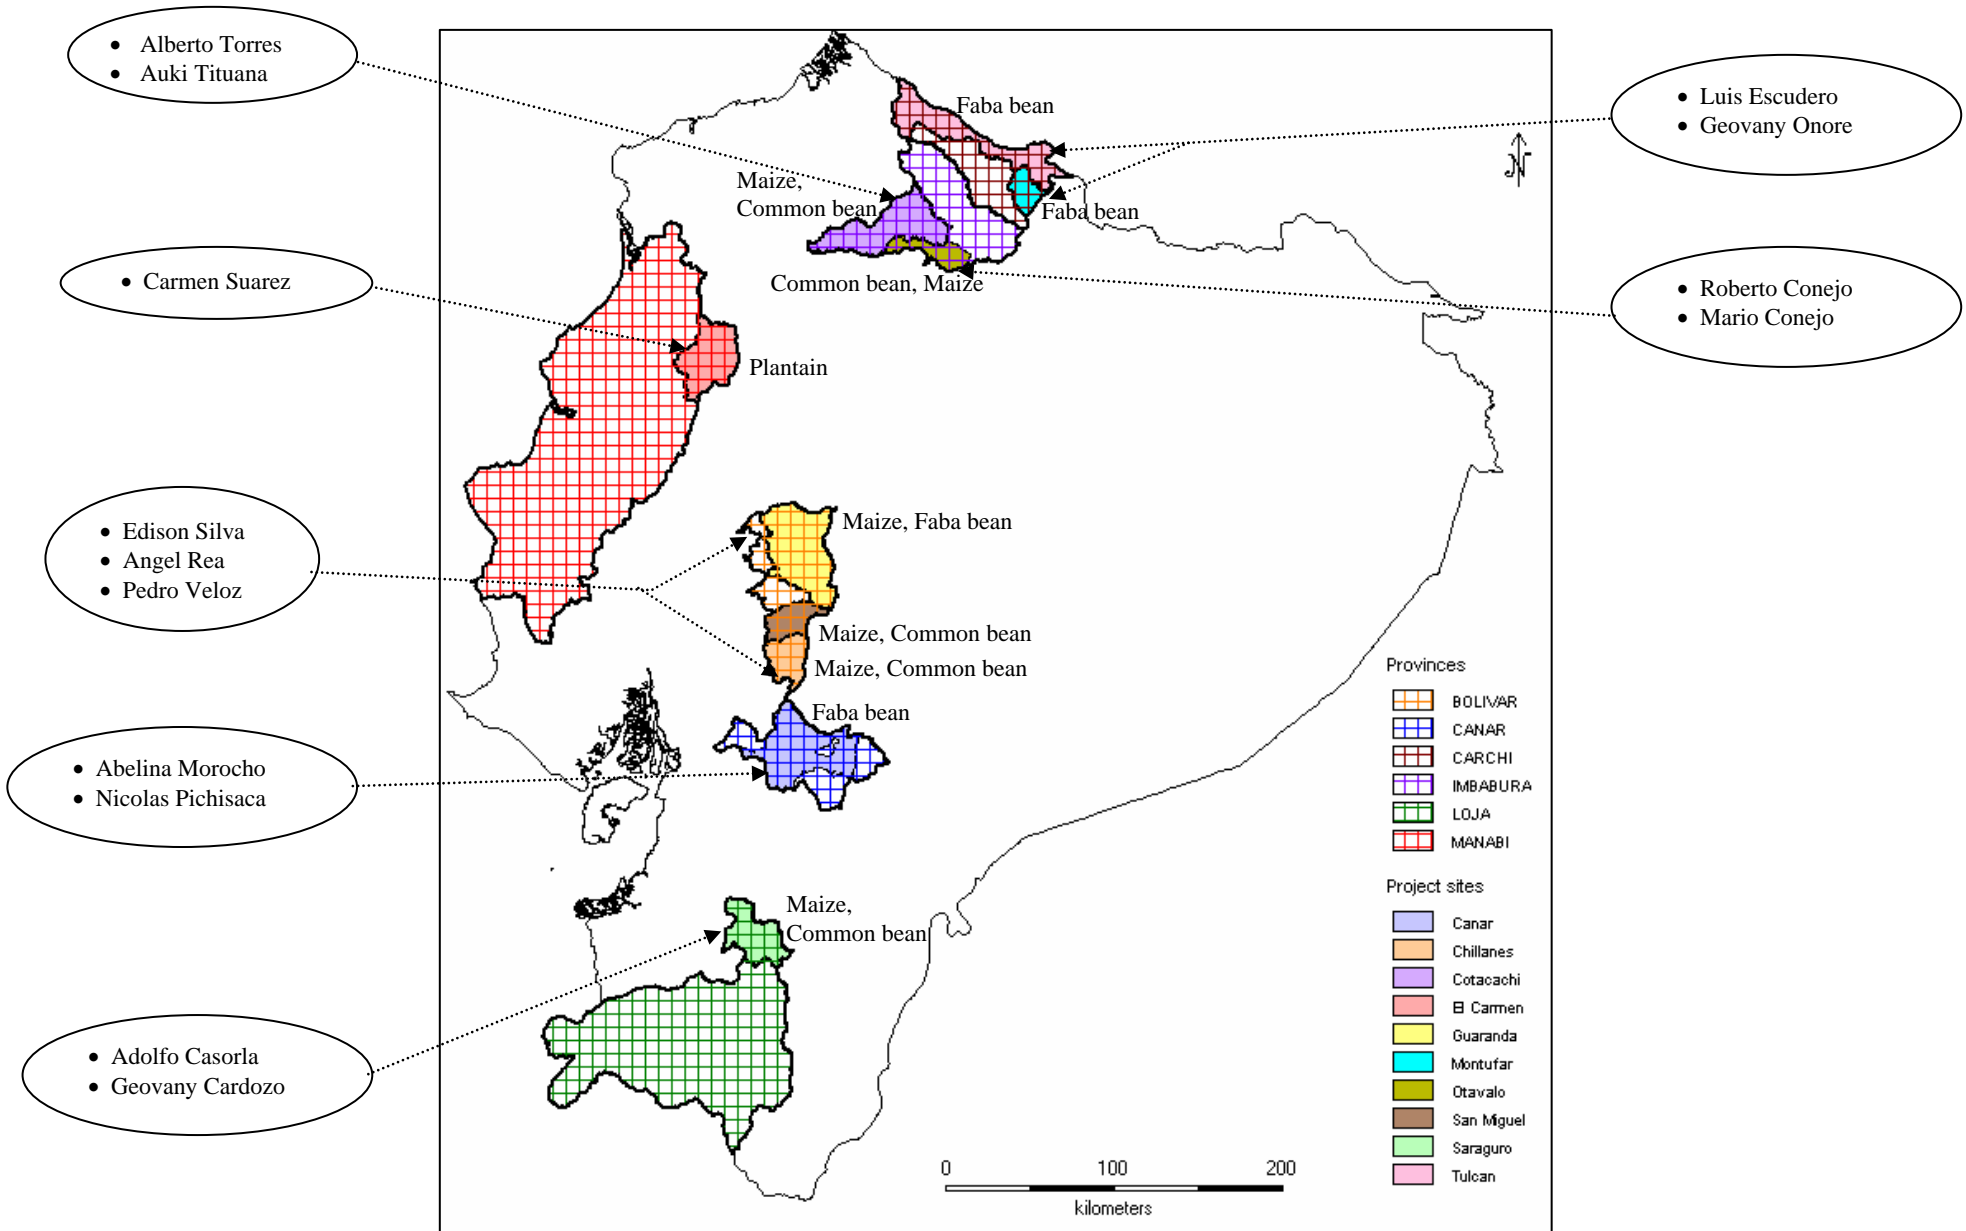 • Alberto Torres
• Auki Tituana
• Luis Escudero
• Geovany Onore
Faba bean
Maize,
Common bean
Faba bean
Common bean, Maize
• Carmen Suarez
• Roberto Conejo
• Mario Conejo
Plantain
• Edison Silva
• Angel Rea
• Pedro Veloz
Maize, Faba bean
Maize, Common bean
Maize, Common bean
Faba bean
• Abelina Morocho
• Nicolas Pichisaca
Maize,
Common bean
• Adolfo Casorla
• Geovany Cardozo
N
Provinces
BOLIVAR
CANAR
CARCHI
IMBABURA
LOJA
MANABI
Project sites
Canar
Chillanes
Cotacachi
El Carmen
Guaranda
Montufar
Otavalo
San Miguel
Saraguro
Tulcan
0 100 200
kilometers